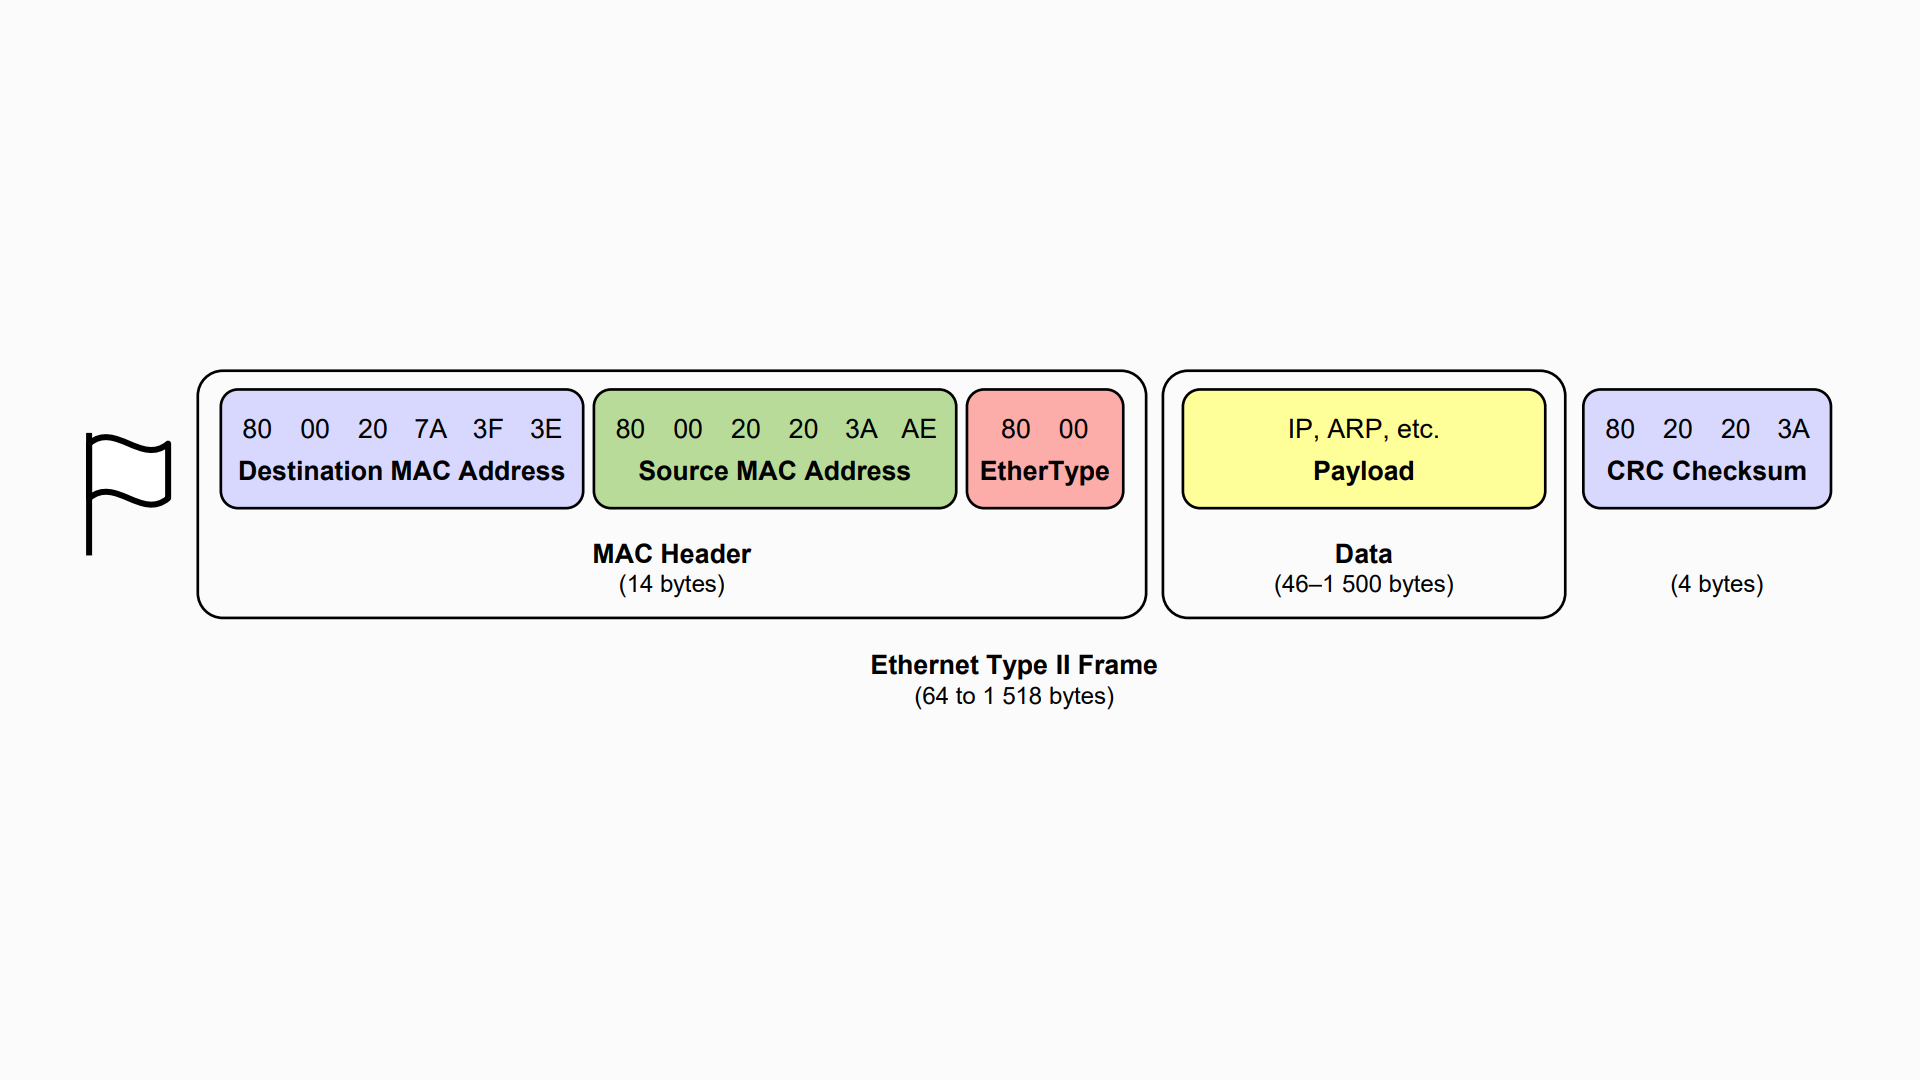 80 00 20 7A 3F 3E
Destination MAC Address
80 00 20 20 3A AE
Source MAC Address
80 00
EtherType
MAC Header
(14 bytes)
IP, ARP, etc.
Payload
Data
(46–1 500 bytes)
80 20 20 3A
CRC Checksum
(4 bytes)
Ethernet Type II Frame
(64 to 1 518 bytes)